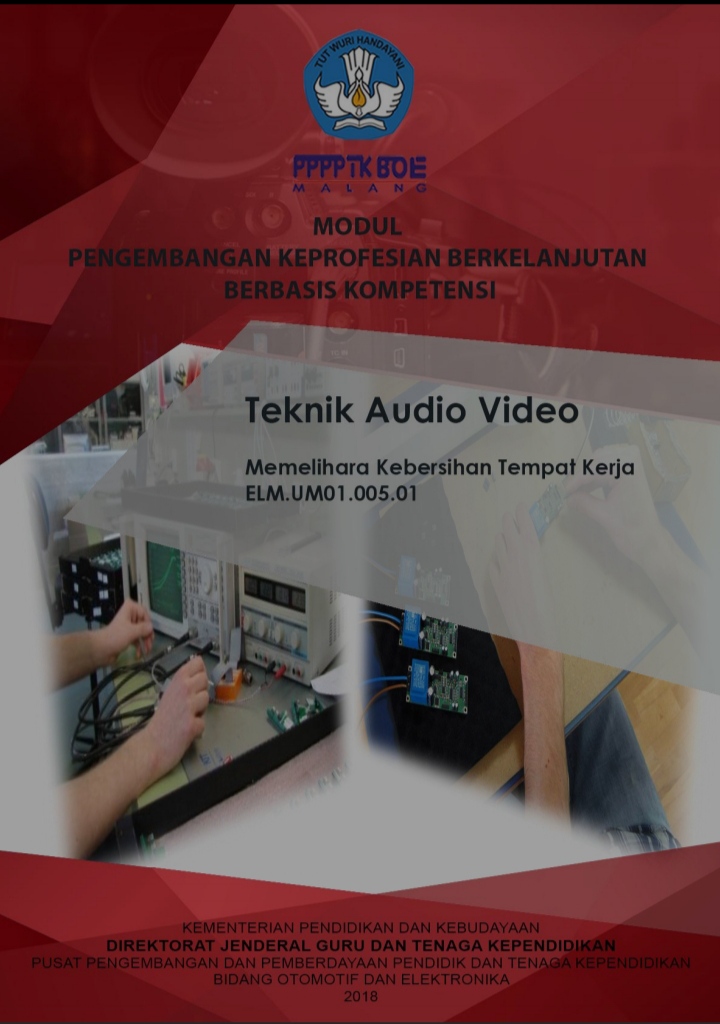 TUT WURI HANDAYANI
PPPPTK BOE
MALANG
MODUL
PENGEMBANGAN KEPROFESIAN BERKELANJUTAN
BERBASIS KOMPETENSI
Teknik Audio Video
Memelihara Kebersihan Tempat Kerja
ELM.UM01.005.01
KEMENTERIAN PENDIDIKAN DAN KEBUDAYAAN
DIREKTORAT JENDERAL GURU DAN TENAGA KEPENDIDIKAN
PUSAT PENGEMBANGAN DAN PEMBERDAYAAN PENDIDIK DAN TENAGA KEPENDIDIKAN
BIDANG OTOMOTIF DAN ELEKTRONIKA
2018